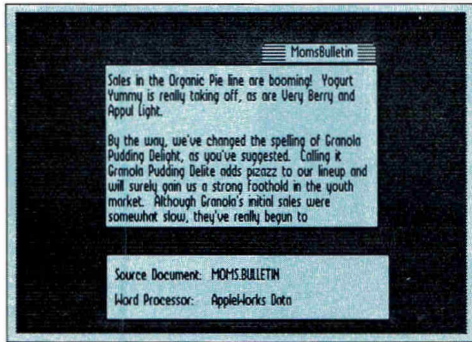 MomsBulletin
Sales in the Organic Pie line are booming! Yogurt
Yummy is really taking off, as are Very Berry and
Appul Light.
By the way, we've changed the spelling of Granola
Pudding Delight, as you've suggested. Calling it
Granola Pudding Delite adds pizazz to our lineup and
will surely gain us a strong foothold in the youth
market. Although Granola's initial sales were
somewhat slow, they've really begun to
Source Document: MOMS.BULLETIN
Word Processor: AppleWorks Data